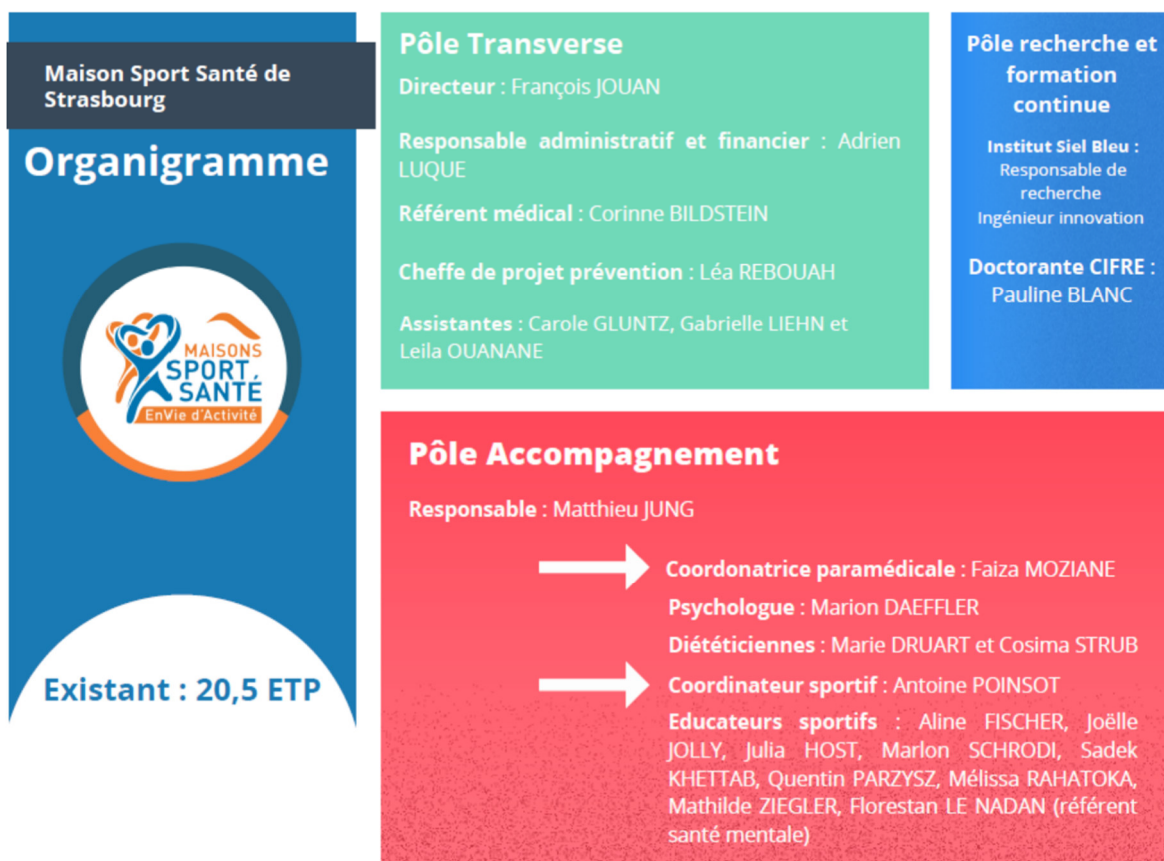 Maison Sport Santé de
Strasbourg
Organigramme
MAISONS
SPORT
SANTÉ
EnVie d'Activité
Existant : 20,5 ETP
Pôle Transverse
Directeur : François JOUAN
Responsable administratif et financier : Adrien
LUQUE
Référent médical : Corinne BILDSTEIN
Cheffe de projet prévention : Léa REBOUAH
Assistantes : Carole GLUNTZ, Gabrielle LIEHN et
Leila OUANANE
Pôle recherche et
formation
continue
Institut Siel Bleu :
Responsable de
recherche
Ingénieur innovation
Doctorante CIFRE :
Pauline BLANC
Pôle Accompagnement
Responsable : Matthieu JUNG
Coordonatrice paramédicale : Faiza MOZIANE
Psychologue : Marion DAEFFLER
Diététiciennes : Marie DRUART et Cosima STRUB
Coordinateur sportif : Antoine POINSOT
Educateurs sportifs : Aline FISCHER, Joëlle
JOLLY, Julia HOST, Marlon SCHRODI, Sadek
KHETTAB, Quentin PARZYSZ, Mélissa RAHATOKA,
Mathilde ZIEGLER, Florestan LE NADAN (référent
santé mentale)